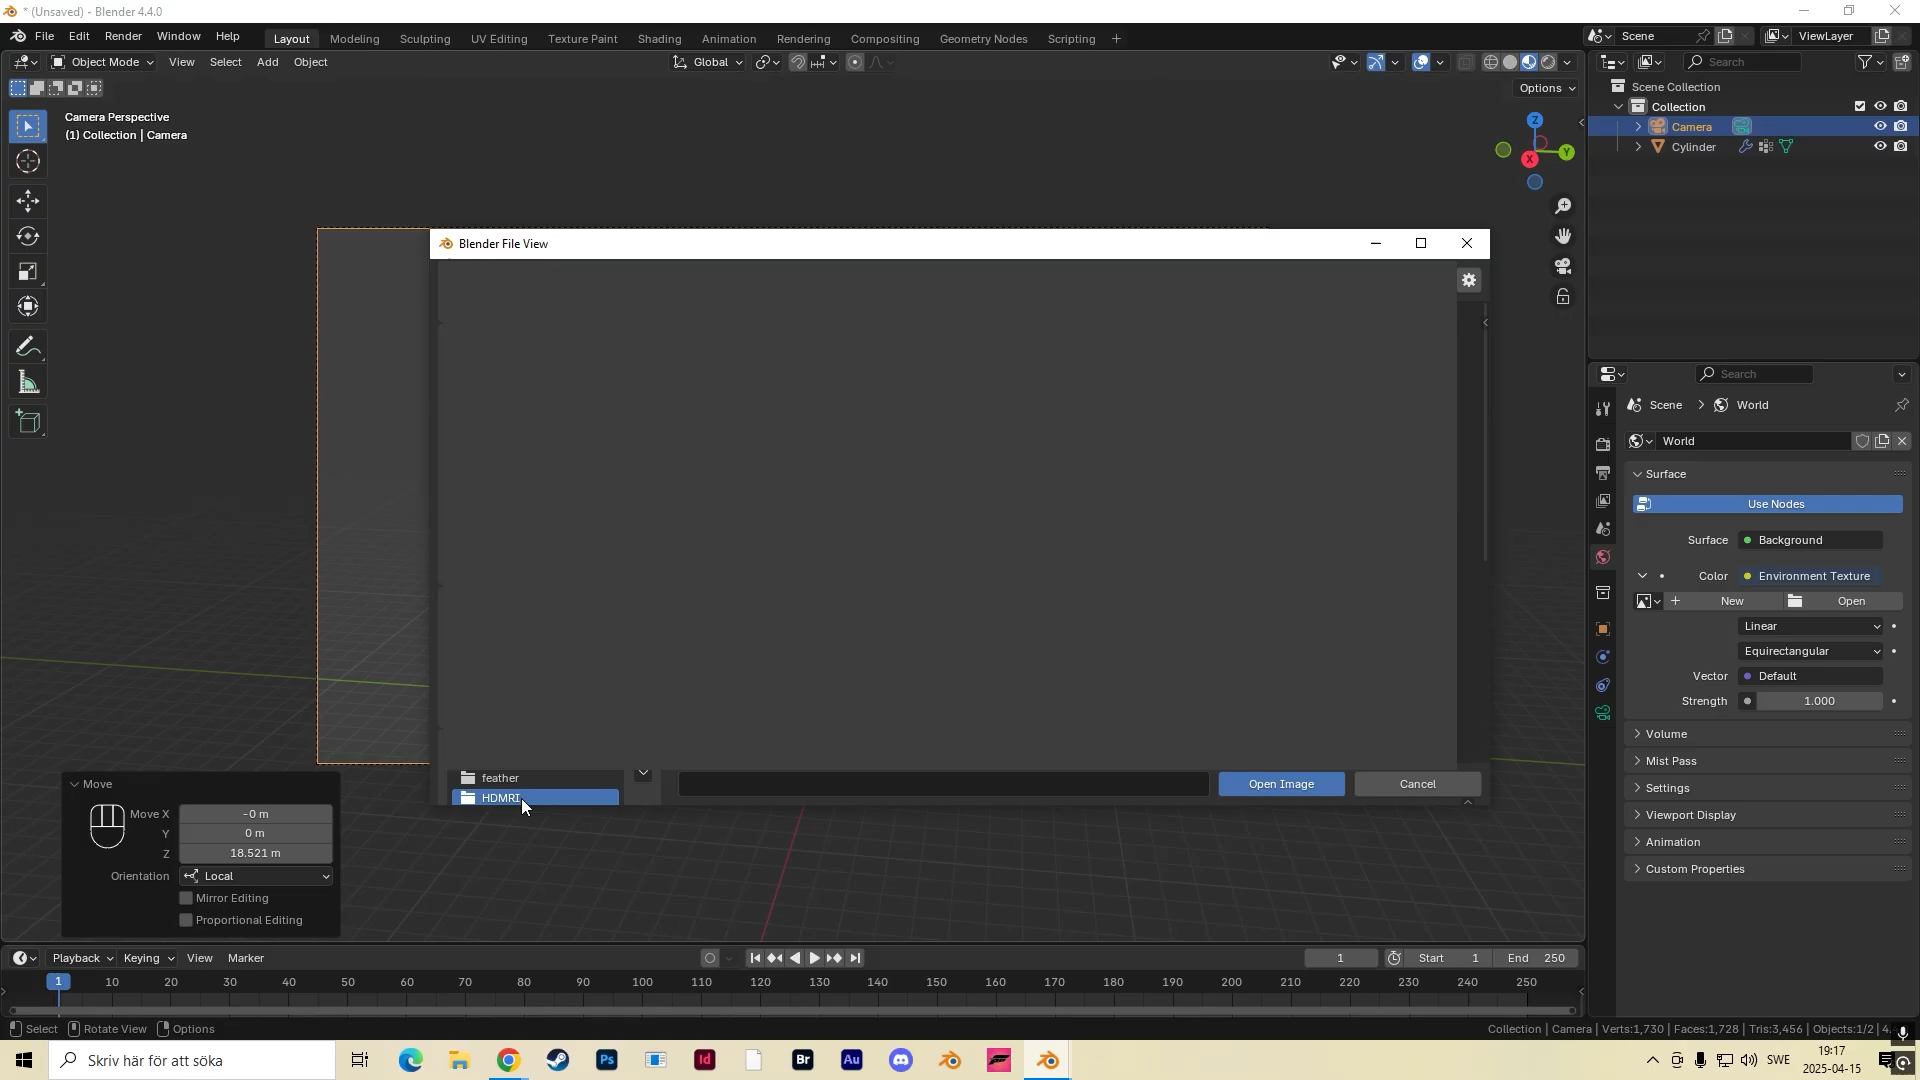 * (Unsaved) - Blender 4.4.0
File Edit Render Window Help
Layout Modeling Sculpting UV Editing Texture Paint Shading Animation Rendering Compositing Geometry Nodes Scripting +
Scene
ViewLayer
Object Mode View Select Add Object
Global
Search
Options
Camera Perspective
(1) Collection | Camera
Z
Y
X
Scene Collection
Collection
Camera
Cylinder
Blender File View
feather
HDMRI
Open Image
Cancel
Search
Scene > World
World
Surface
Use Nodes
Surface Background
Color Environment Texture
New Open
Linear
Equirectangular
Vector Default
Strength 1.000
Volume
Mist Pass
Settings
Viewport Display
Animation
Custom Properties
Move
Move X -0 m
Y 0 m
Z 18.521 m
Orientation Local
Mirror Editing
Proportional Editing
Playback Keying View Marker
1
Start 1
End 250
1 10 20 30 40 50 60 70 80 90 100 110 120 130 140 150 160 170 180 190 200 210 220 230 240 250
Select Rotate View Options
Collection | Camera | Verts:1,730 | Faces:1,728 | Tris:3,456 | Objects:1/2 | 4.
Skriv här för att söka
Ps
Id
Br
Au
SWE
19:17
2025-04-15